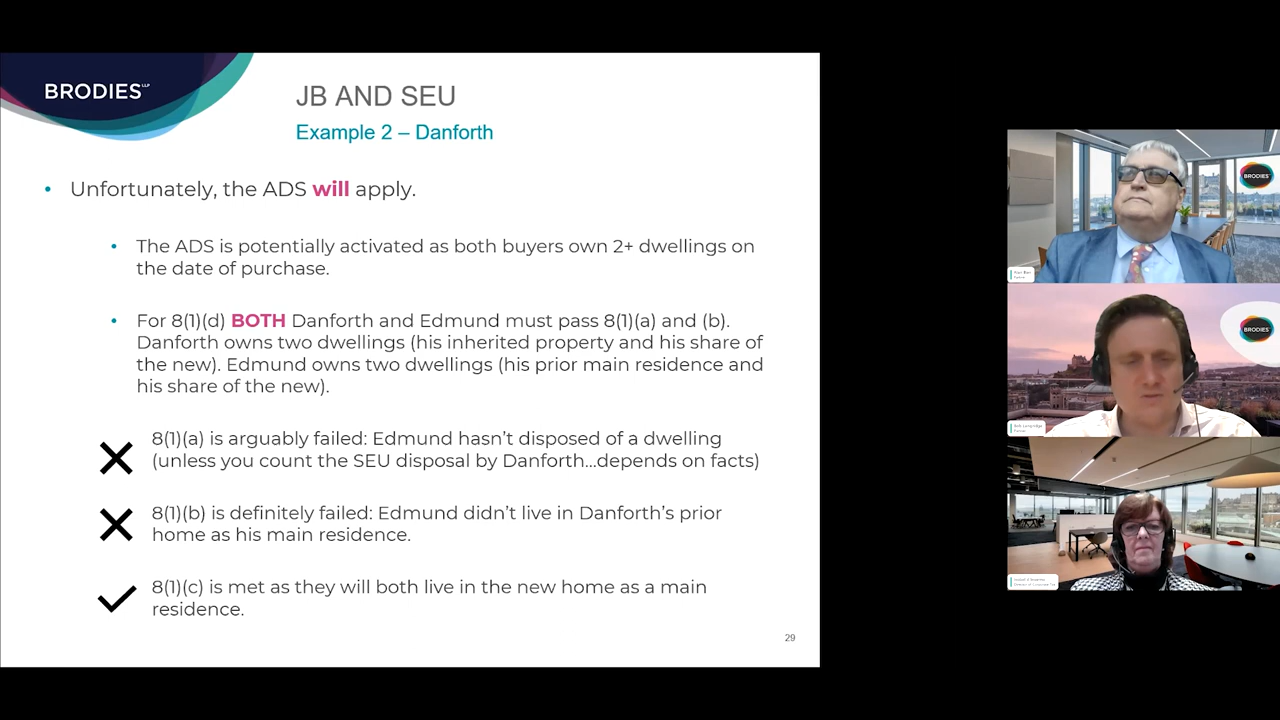 BRODIES LLP
JB AND SEU
Example 2 – Danforth
• Unfortunately, the ADS will apply.
• The ADS is potentially activated as both buyers own 2+ dwellings on
the date of purchase.
• For 8(1)(d) BOTH Danforth and Edmund must pass 8(1)(a) and (b).
Danforth owns two dwellings (his inherited property and his share of
the new). Edmund owns two dwellings (his prior main residence and
his share of the new).
8(1)(a) is arguably failed: Edmund hasn't disposed of a dwelling
(unless you count the SEU disposal by Danforth...depends on facts)
8(1)(b) is definitely failed: Edmund didn't live in Danforth's prior
home as his main residence.
8(1)(c) is met as they will both live in the new home as a main
residence.
29
BRODIES
BRODIES